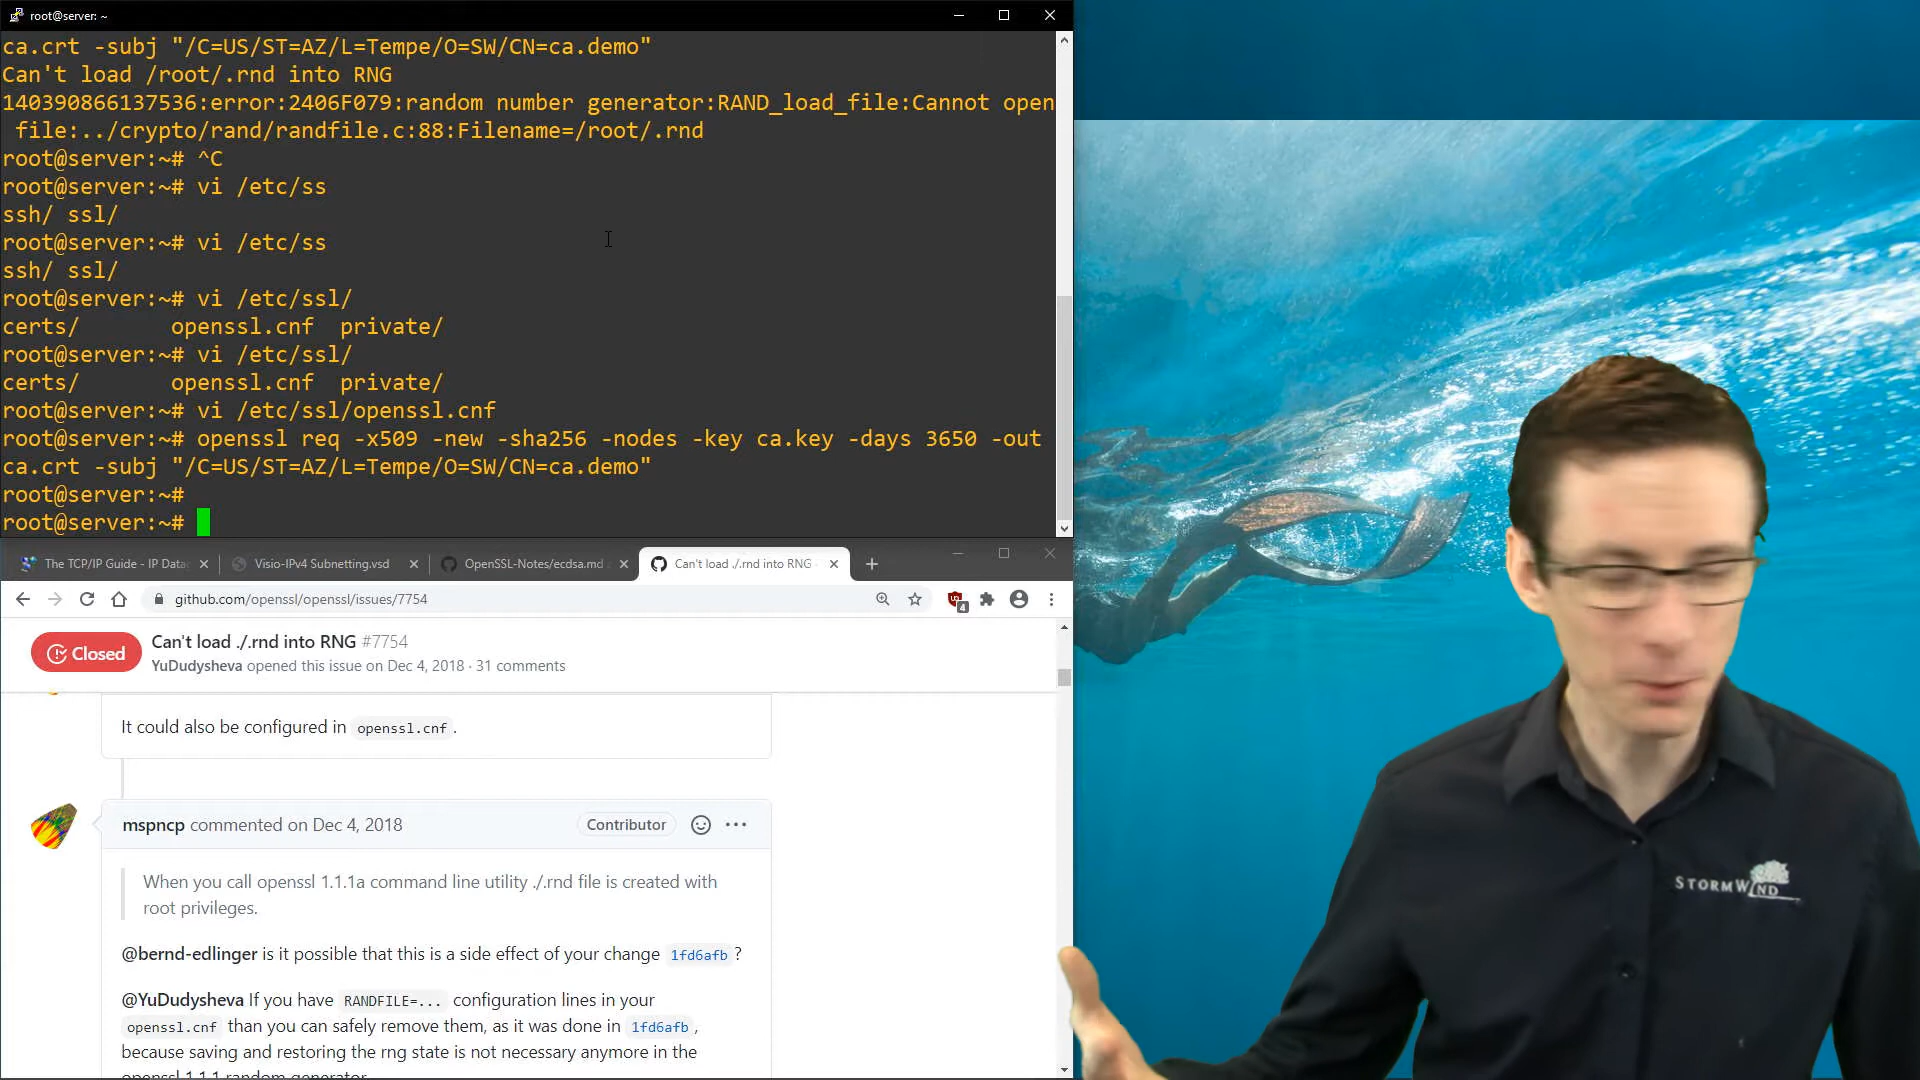 root@server: ~
ca.crt -subj "/C=US/ST=AZ/L=Tempe/O=SW/CN=ca.demo"
Can't load /root/.rnd into RNG
140390866137536:error:2406F079:random number generator:RAND_load_file:Cannot open
file:../crypto/rand/randfile.c:88:Filename=/root/.rnd
root@server:~# ^C
root@server:~# vi /etc/ss
ssh/ ssl/
root@server:~# vi /etc/ss
ssh/ ssl/
root@server:~# vi /etc/ssl/
certs/ openssl.cnf private/
root@server:~# vi /etc/ssl/
certs/ openssl.cnf private/
root@server:~# vi /etc/ssl/openssl.cnf
root@server:~# openssl req -x509 -new -sha256 -nodes -key ca.key -days 3650 -out
ca.crt -subj "/C=US/ST=AZ/L=Tempe/O=SW/CN=ca.demo"
root@server:~#
root@server:~#
The TCP/IP Guide - IP Data
Visio-IPv4 Subnetting.vsd
OpenSSL-Notes/ecdsa.md
Can't load ./.rnd into RNG
github.com/openssl/openssl/issues/7754
4
Closed
Can't load ./.rnd into RNG #7754
YuDudysheva opened this issue on Dec 4, 2018 · 31 comments
It could also be configured in openssl.cnf.
mspncp commented on Dec 4, 2018
Contributor
When you call openssl 1.1.1a command line utility ./.rnd file is created with
root privileges.
@bernd-edlinger is it possible that this is a side effect of your change 1fd6afb?
@YuDudysheva If you have RANDFILE=... configuration lines in your
openssl.cnf than you can safely remove them, as it was done in 1fd6afb,
because saving and restoring the rng state is not necessary anymore in the
openssl 1.1.1 random generator.
STORMWIND